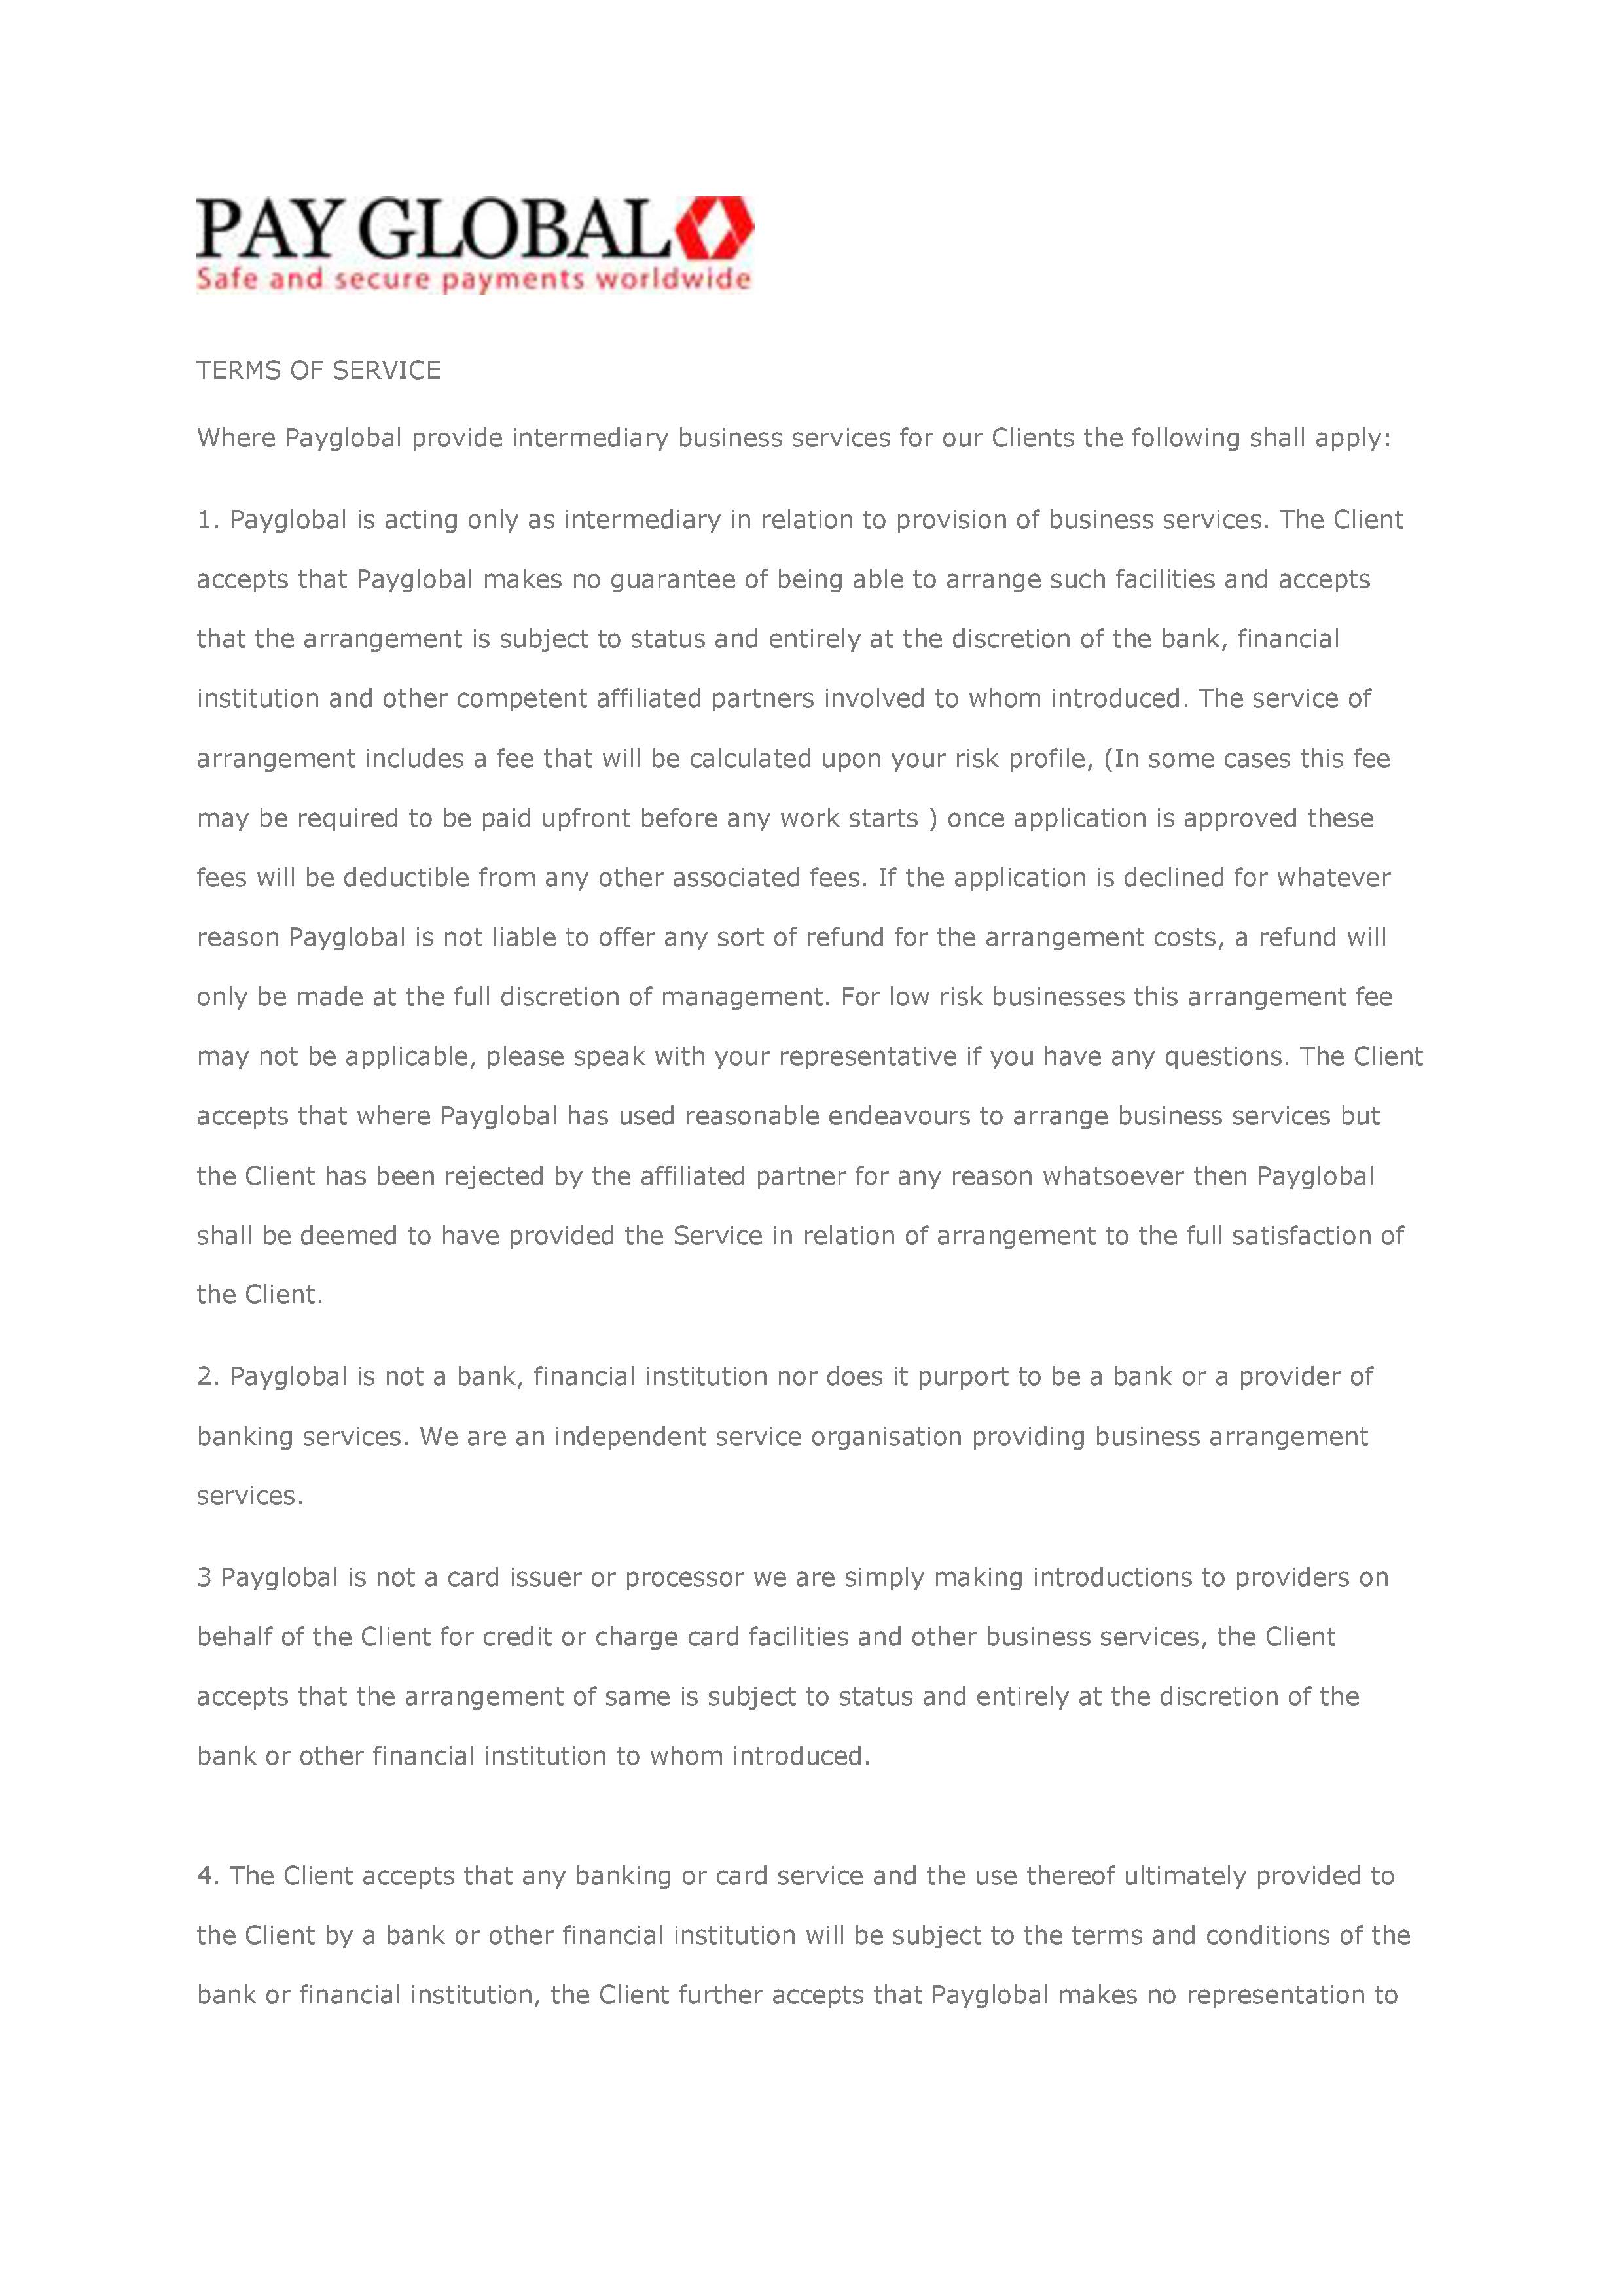 PAY GLOBAL
Safe and secure payments worldwide
TERMS OF SERVICE
Where Payglobal provide intermediary business services for our Clients the following shall apply:
1. Payglobal is acting only as intermediary in relation to provision of business services. The Client
accepts that Payglobal makes no guarantee of being able to arrange such facilities and accepts
that the arrangement is subject to status and entirely at the discretion of the bank, financial
institution and other competent affiliated partners involved to whom introduced. The service of
arrangement includes a fee that will be calculated upon your risk profile, (In some cases this fee
may be required to be paid upfront before any work starts ) once application is approved these
fees will be deductible from any other associated fees. If the application is declined for whatever
reason Payglobal is not liable to offer any sort of refund for the arrangement costs, a refund will
only be made at the full discretion of management. For low risk businesses this arrangement fee
may not be applicable, please speak with your representative if you have any questions. The Client
accepts that where Payglobal has used reasonable endeavours to arrange business services but
the Client has been rejected by the affiliated partner for any reason whatsoever then Payglobal
shall be deemed to have provided the Service in relation of arrangement to the full satisfaction of
the Client.
2. Payglobal is not a bank, financial institution nor does it purport to be a bank or a provider of
banking services. We are an independent service organisation providing business arrangement
services.
3 Payglobal is not a card issuer or processor we are simply making introductions to providers on
behalf of the Client for credit or charge card facilities and other business services, the Client
accepts that the arrangement of same is subject to status and entirely at the discretion of the
bank or other financial institution to whom introduced.
4. The Client accepts that any banking or card service and the use thereof ultimately provided to
the Client by a bank or other financial institution will be subject to the terms and conditions of the
bank or financial institution, the Client further accepts that Payglobal makes no representation to